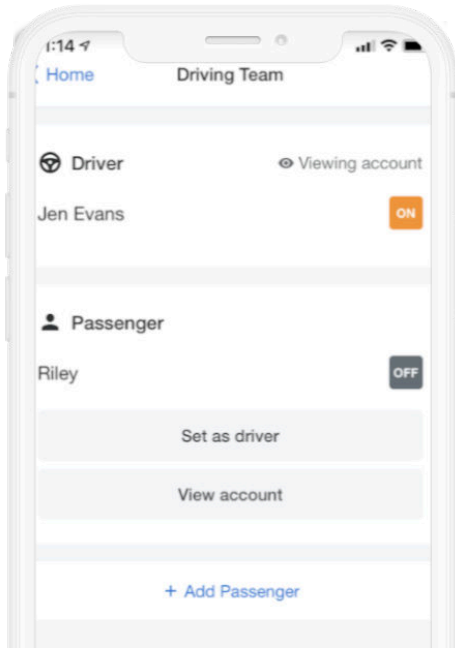 1:14
Home
Driving Team
Driver
Viewing account
Jen Evans
ON
Passenger
Riley
OFF
Set as driver
View account
+ Add Passenger